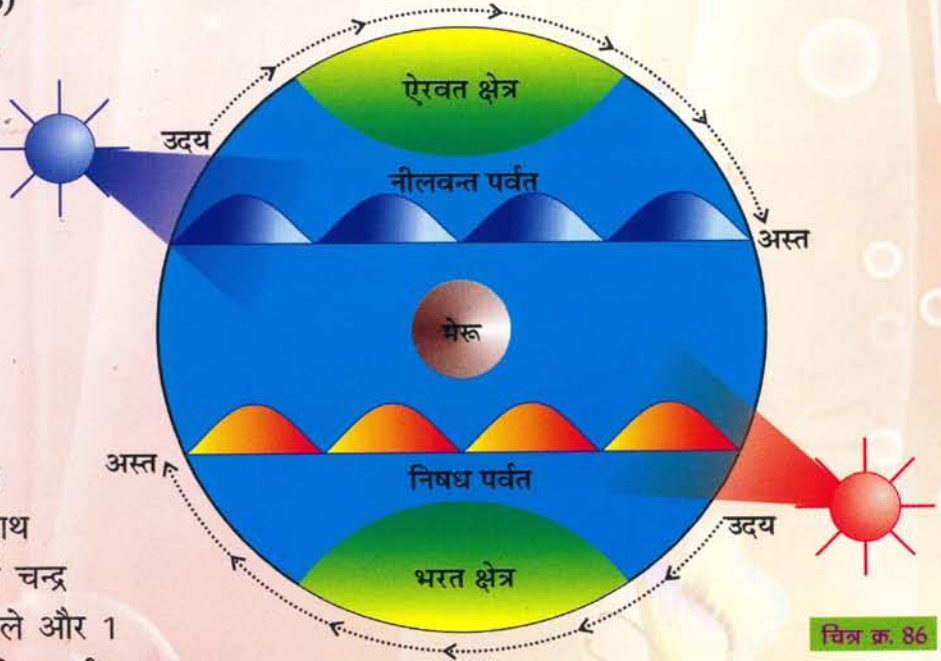 ऐरवत क्षेत्र
उदय
नीलवन्त पर्वत
अस्त
मेरू
अस्त
निषध पर्वत
उदय
भरत क्षेत्र
चन्द्र
ले और 1
चित्र क्र. 86